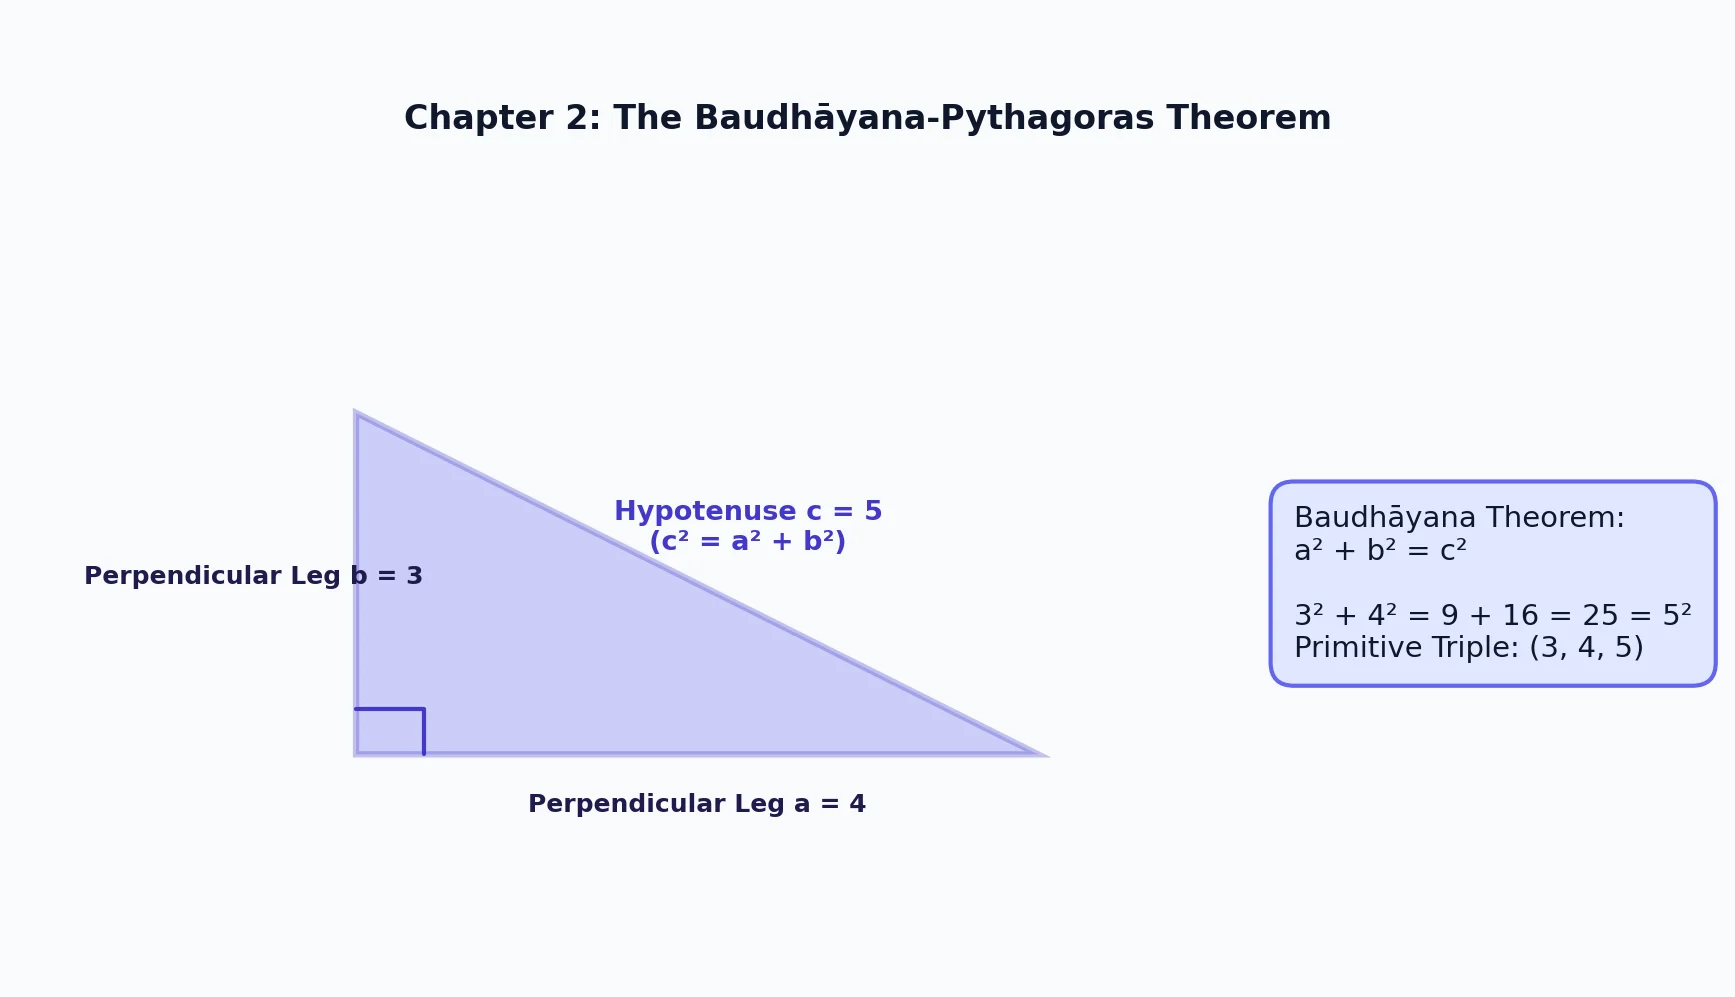 Chapter 2: The Baudhāyana-Pythagoras Theorem
Hypotenuse c = 5
(c² = a² + b²)
Perpendicular Leg b = 3
Perpendicular Leg a = 4
Baudhāyana Theorem:
a² + b² = c²
3² + 4² = 9 + 16 = 25 = 5²
Primitive Triple: (3, 4, 5)